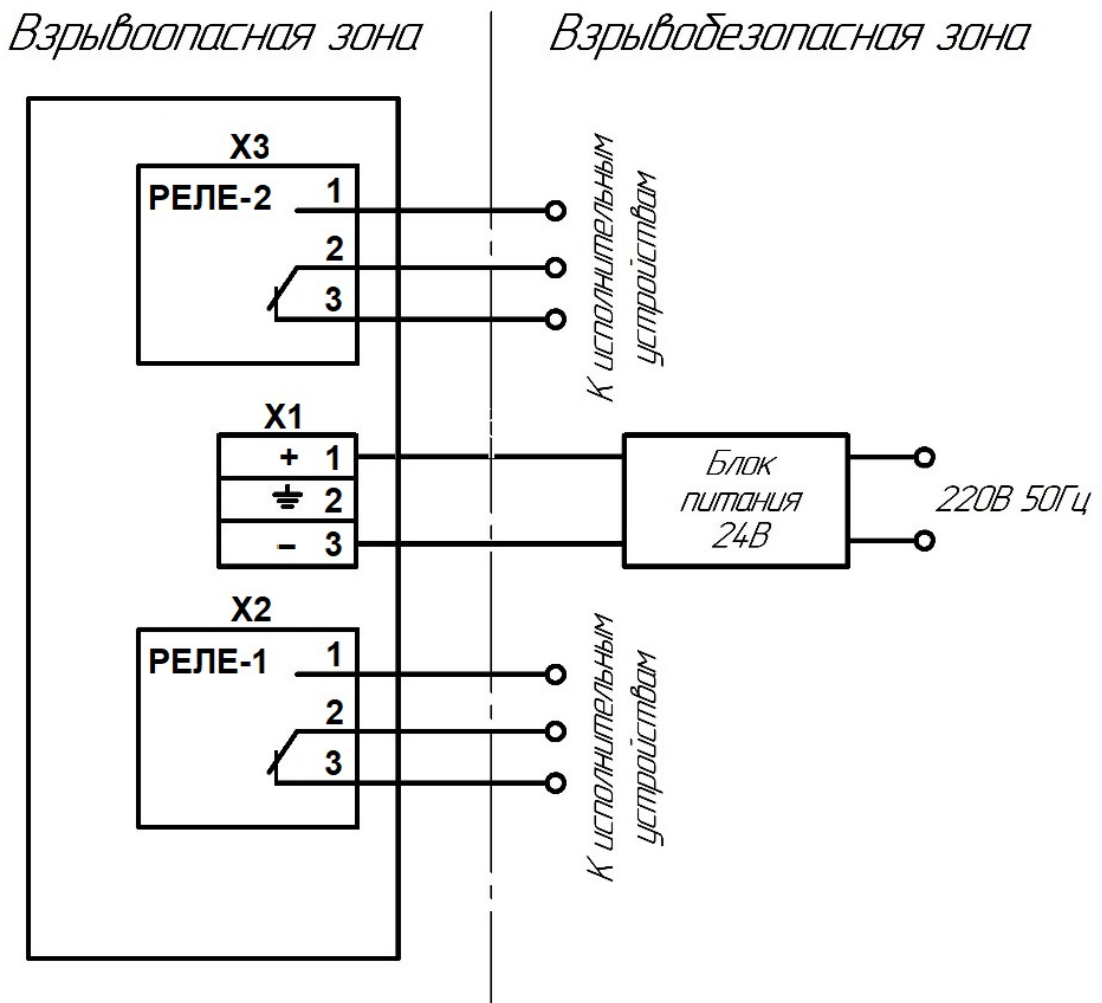 Взрывоопасная зона
Взрывобезопасная зона
X3
РЕЛЕ-2
1
2
3
К исполнительным
устройствам
X1
+ 1
2
– 3
Блок
питания
24В
220В 50Гц
X2
РЕЛЕ-1
1
2
3
К исполнительным
устройствам